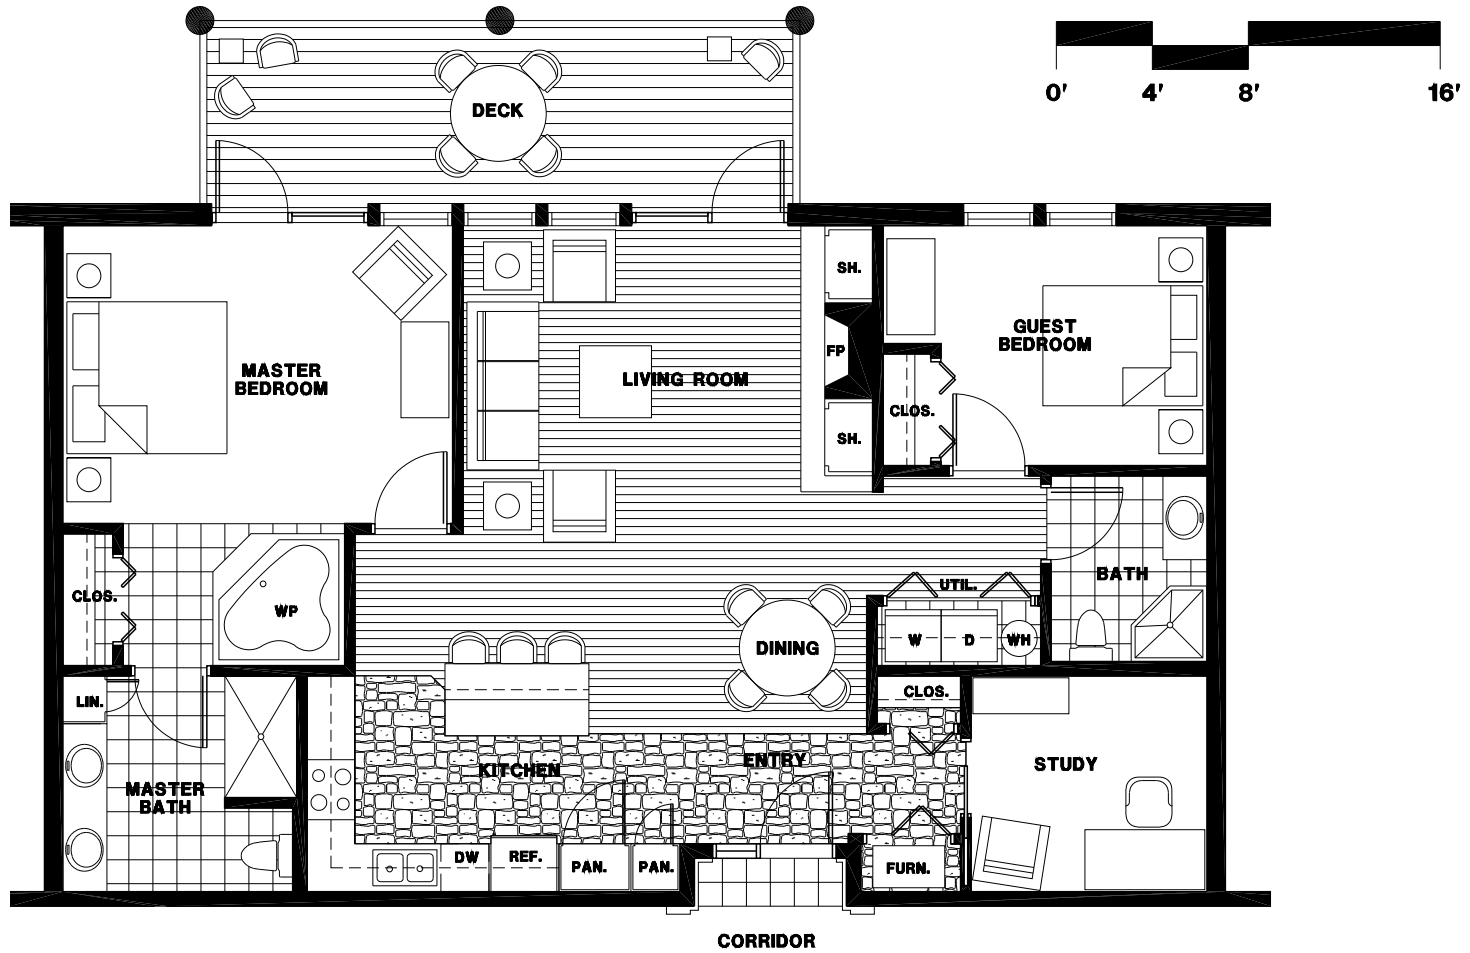 0' 4' 8' 16'
DECK
SH.
GUEST
BEDROOM
FP
MASTER
BEDROOM
LIVING ROOM
CLOS.
SH.
BATH
UTIL.
CLOS.
WP
W D WH
DINING
CLOS.
LIN.
ENTRY
STUDY
KITCHEN
MASTER
BATH
DW REF. PAN. PAN. FURN.
CORRIDOR